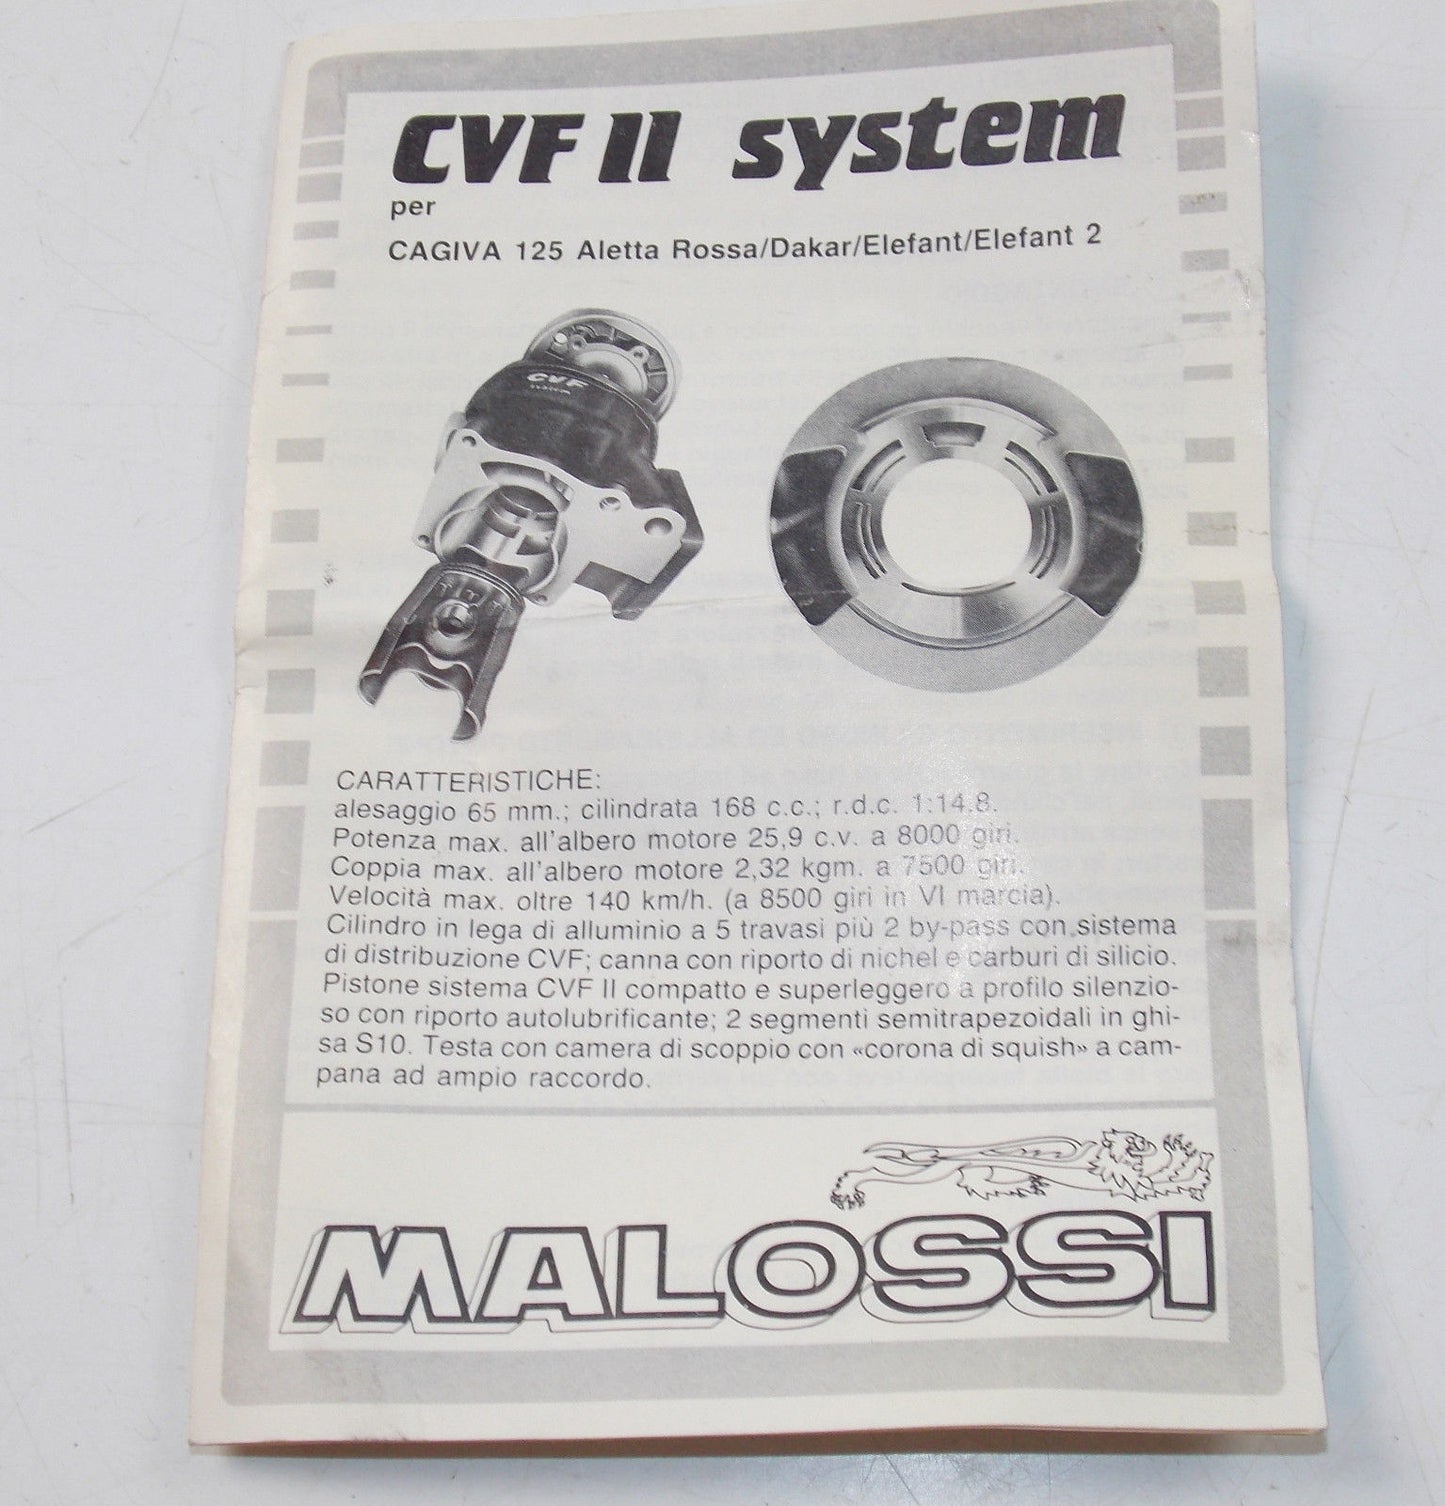 CVF II system
per
CAGIVA 125 Aletta Rossa/Dakar/Elefant/Elefant 2
CVF
CARATTERISTICHE:
alesaggio 65 mm.; cilindrata 168 c.c.; r.d.c. 1:14.8.
Potenza max. all'albero motore 25,9 c.v. a 8000 giri.
Coppia max. all'albero motore 2,32 kgm. a 7500 giri.
Velocità max. oltre 140 km/h. (a 8500 giri in VI marcia).
Cilindro in lega di alluminio a 5 travasi più 2 by-pass con sistema
di distribuzione CVF; canna con riporto di nichel e carburi di silicio.
Pistone sistema CVF II compatto e superleggero a profilo silenzio-
so con riporto autolubrificante; 2 segmenti semitrapezoidali in ghi-
sa S10. Testa con camera di scoppio con «corona di squish» a cam-
pana ad ampio raccordo.
MALOSSI